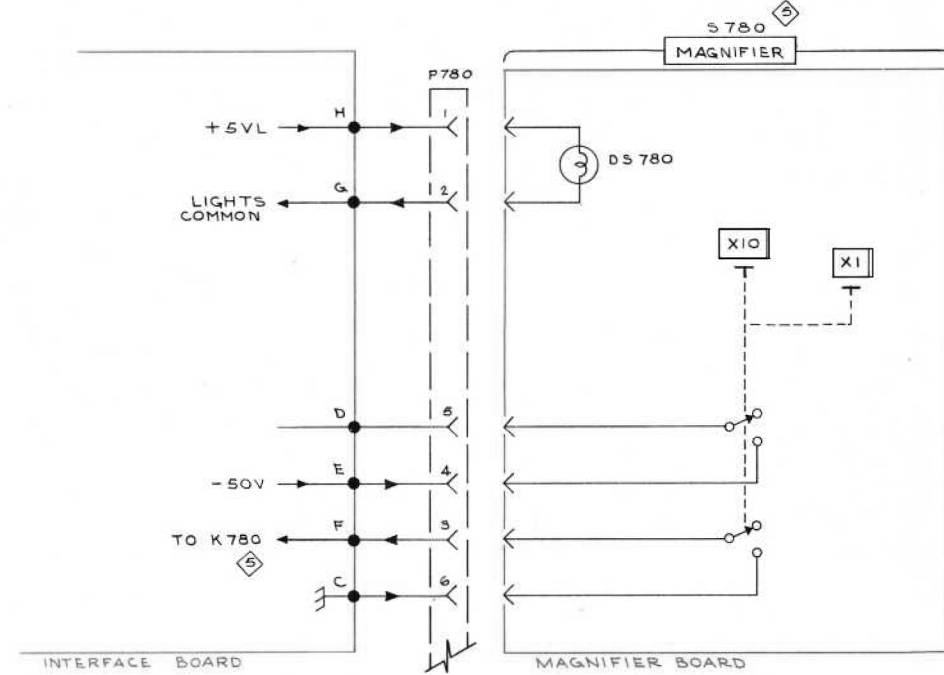 5
S780
MAGNIFIER
P780
H
1
+5VL
DS780
G
2
LIGHTS
COMMON
X10
X1
D
5
E
4
-50V
F
3
TO K780
5
C
6
INTERFACE BOARD
MAGNIFIER BOARD